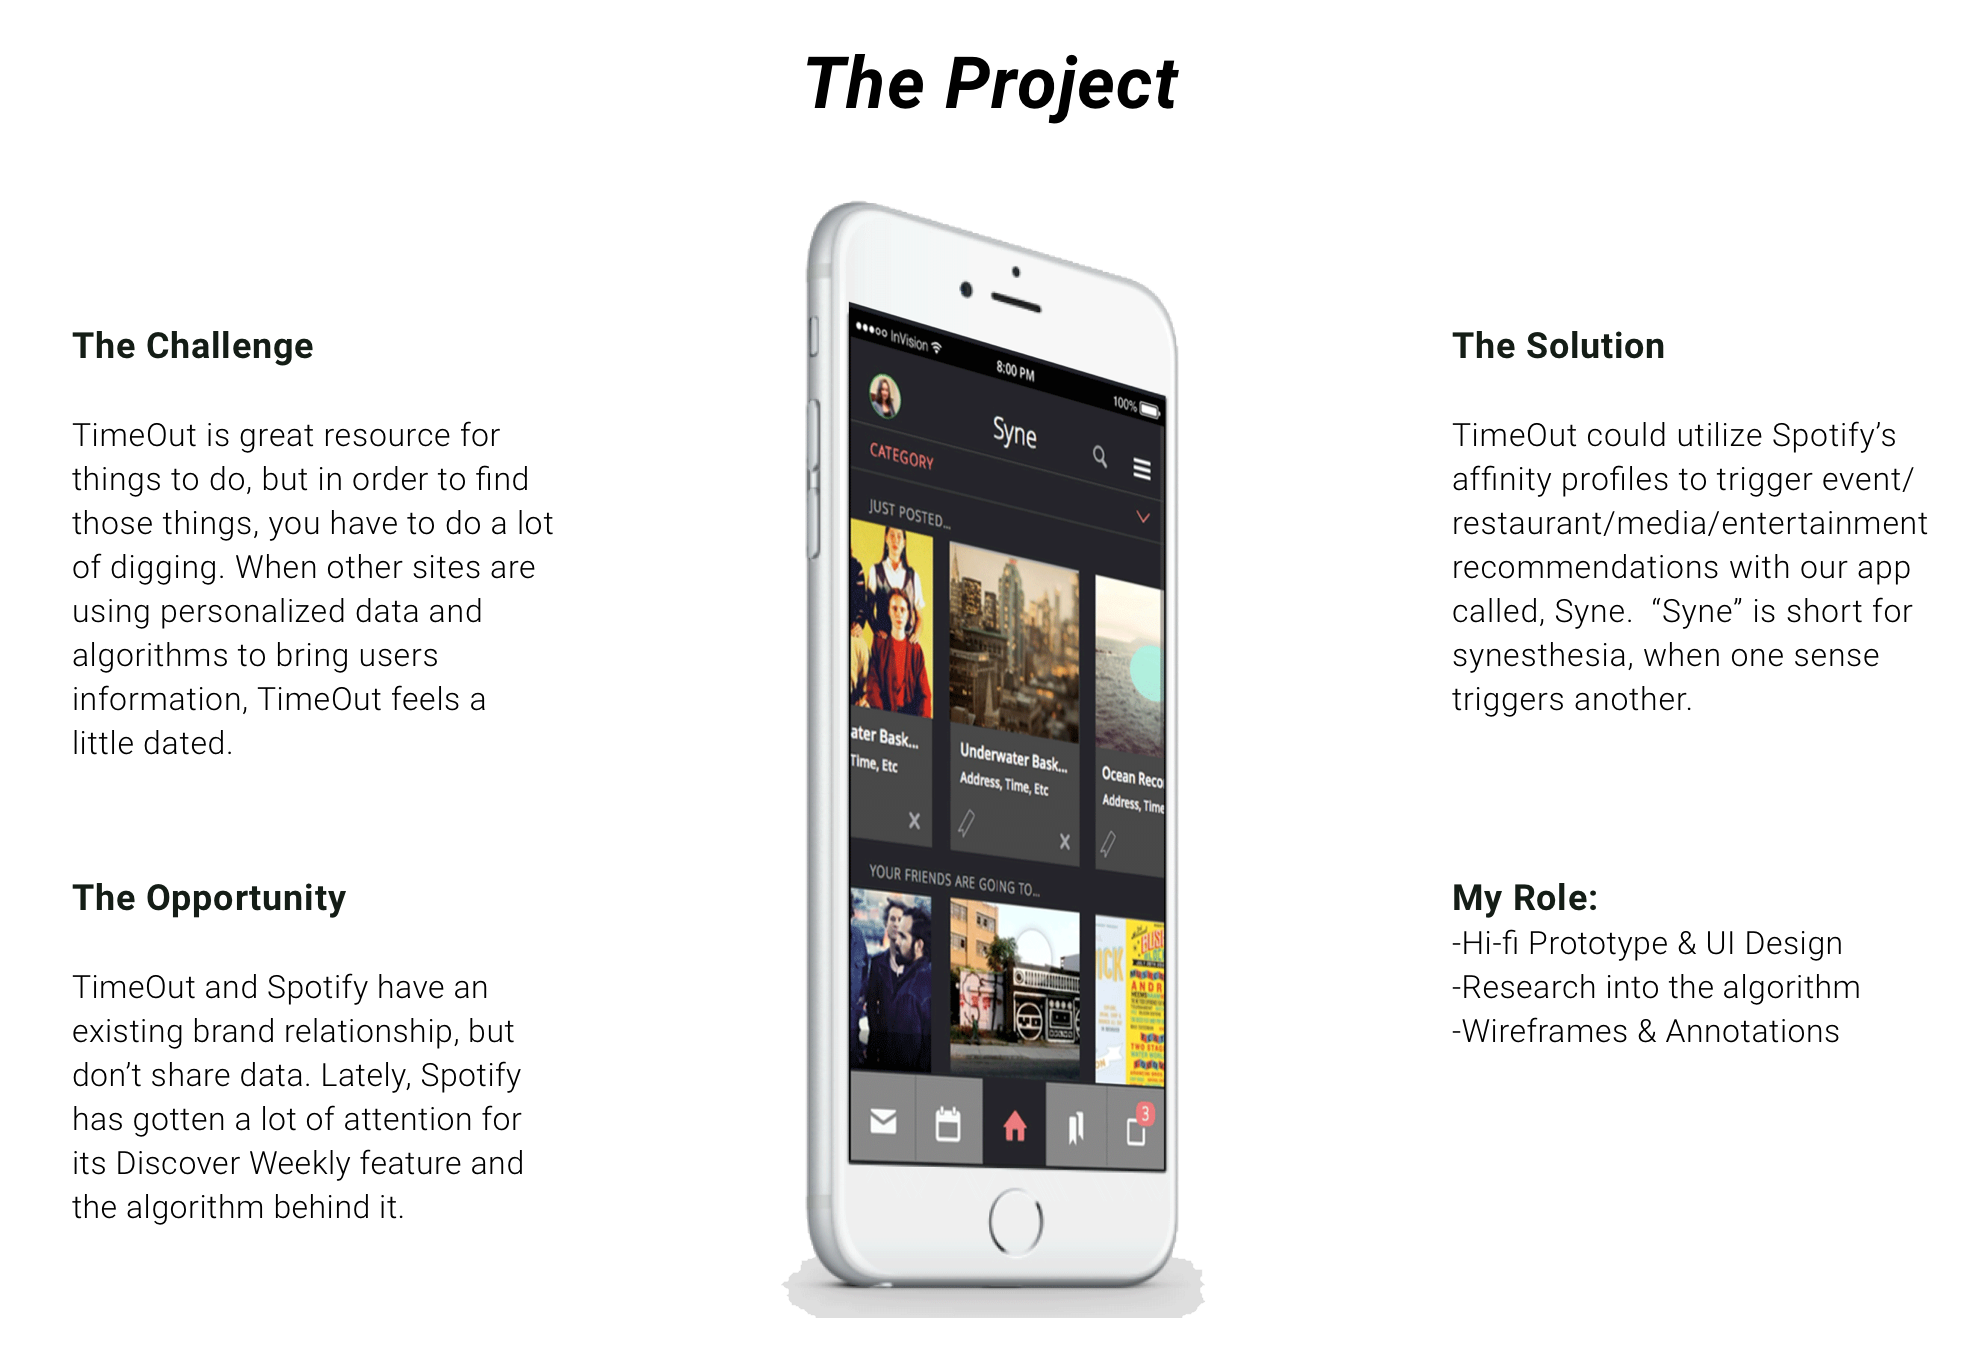 The Project
The Challenge
TimeOut is great resource for
things to do, but in order to find
those things, you have to do a lot
of digging. When other sites are
using personalized data and
algorithms to bring users
information, TimeOut feels a
little dated.
The Opportunity
TimeOut and Spotify have an
existing brand relationship, but
don’t share data. Lately, Spotify
has gotten a lot of attention for
its Discover Weekly feature and
the algorithm behind it.
InVision
8:00 PM
100%
Syne
CATEGORY
JUST POSTED...
ater Bask...
Time, Etc
X
Underwater Bask...
Address, Time, Etc
X
Ocean Reco
Address, Time
YOUR FRIENDS ARE GOING TO...
ICK
ANDR
TWO STAG
3
The Solution
TimeOut could utilize Spotify’s
affinity profiles to trigger event/
restaurant/media/entertainment
recommendations with our app
called, Syne.  “Syne” is short for
synesthesia, when one sense
triggers another.
My Role:
-Hi-fi Prototype & UI Design
-Research into the algorithm
-Wireframes & Annotations